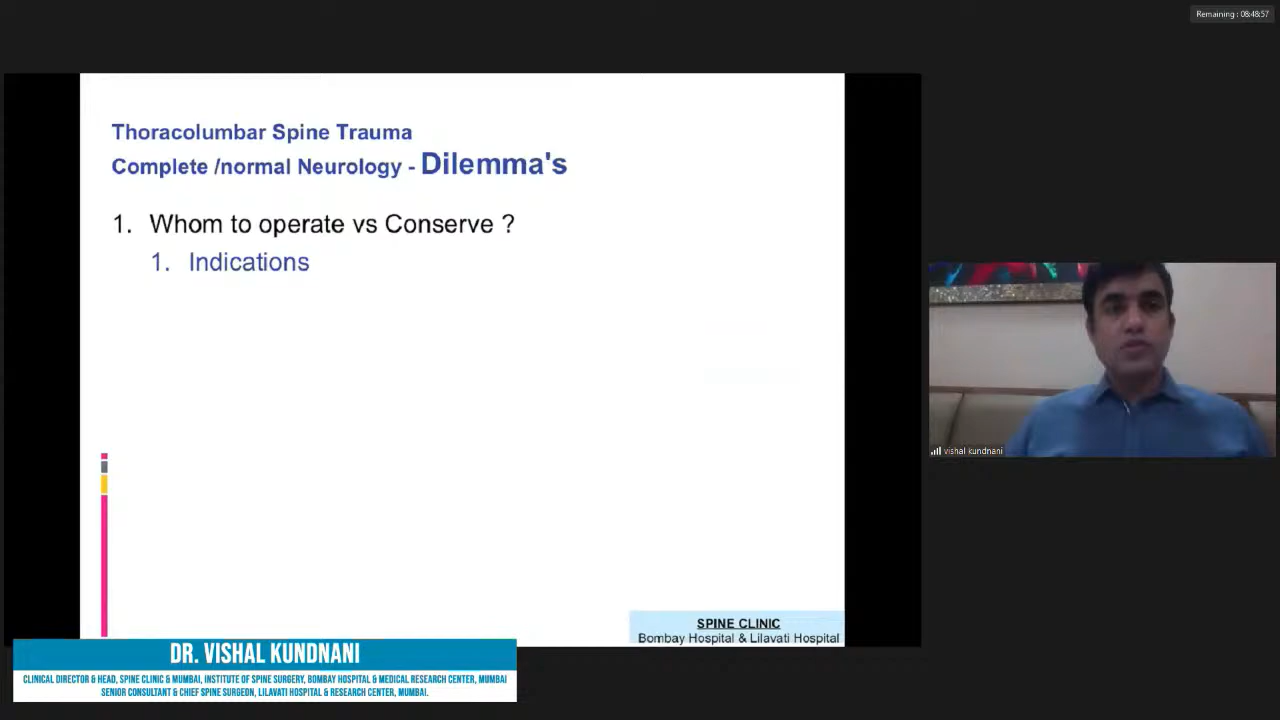 Remaining : 08:48:57
Thoracolumbar Spine Trauma
Complete /normal Neurology - Dilemma's
1. Whom to operate vs Conserve ?
1. Indications
vishal kundnani
SPINE CLINIC
Bombay Hospital & Lilavati Hospital
DR. VISHAL KUNDNANI
CLINICAL DIRECTOR & HEAD, SPINE CLINIC & MUMBAI, INSTITUTE OF SPINE SURGERY, BOMBAY HOSPITAL & MEDICAL RESEARCH CENTER, MUMBAI
SENIOR CONSULTANT & CHIEF SPINE SURGEON, LILAVATI HOSPITAL & RESEARCH CENTER, MUMBAI.